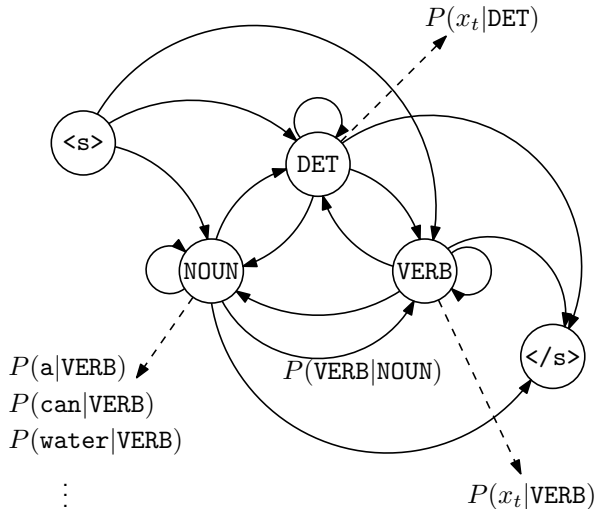 P(x_t|DET)
<s>
DET
NOUN
VERB
</s>
P(VERB|NOUN)
P(a|VERB)
P(can|VERB)
P(water|VERB)
⋮
P(x_t|VERB)